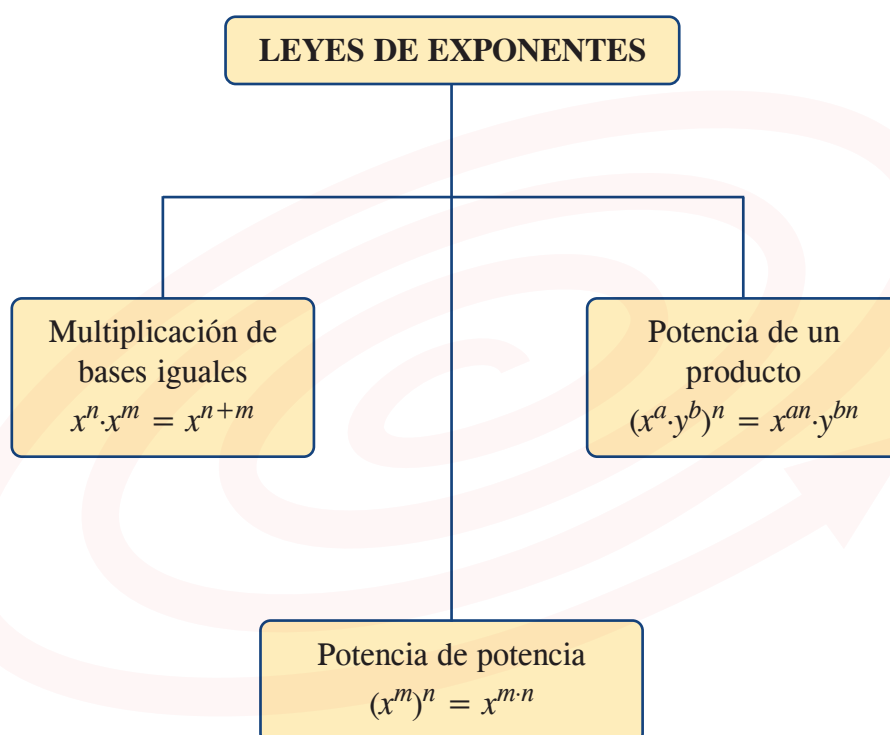 LEYES DE EXPONENTES
Multiplicación de
bases iguales
xⁿ·xᵐ = xⁿ⁺ᵐ
Potencia de un
producto
(xᵃ·yᵇ)ⁿ = xᵃⁿ·yᵇⁿ
Potencia de potencia
(xᵐ)ⁿ = xᵐ·ⁿ